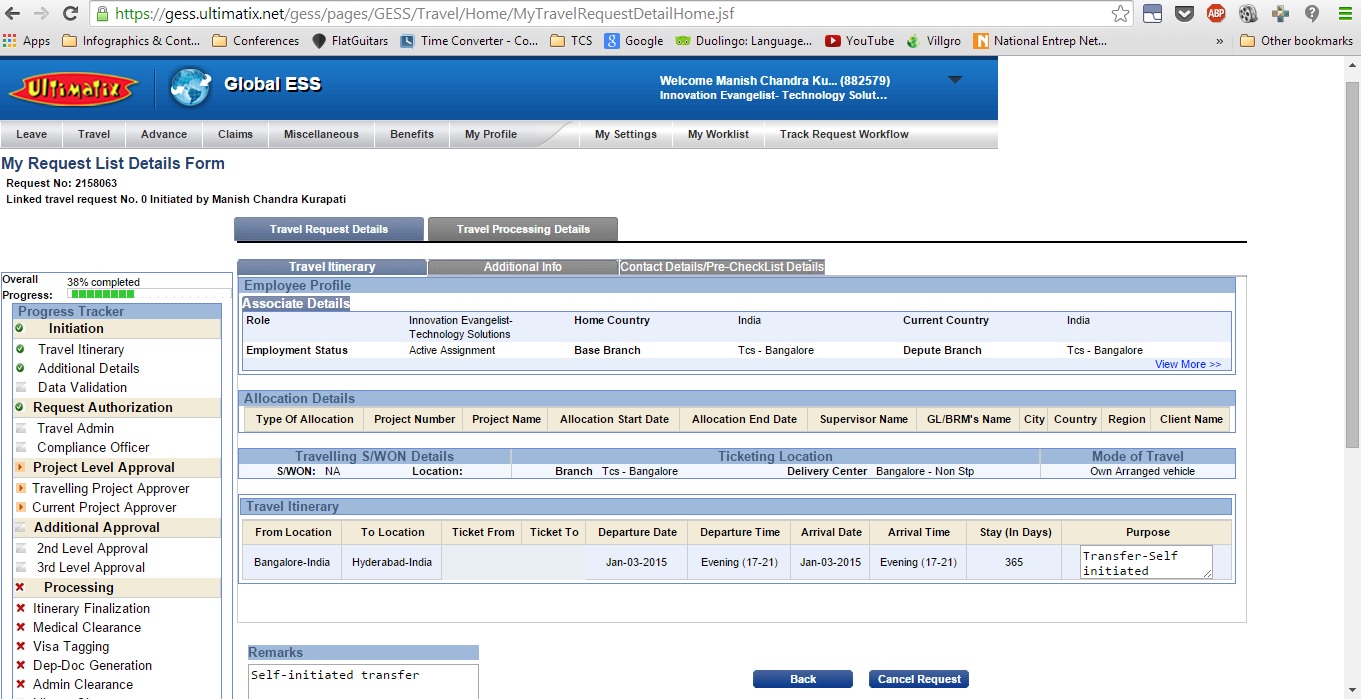 https://gess.ultimatix.net/gess/pages/GESS/Travel/Home/MyTravelRequestDetailHome.jsf
Apps Infographics & Cont... Conferences FlatGuitars Time Converter - Co... TCS Google Duolingo: Language... YouTube Villgro National Entrep Net... » Other bookmarks
ULTIMATIX Global ESS
Welcome Manish Chandra Ku... (882579)
Innovation Evangelist- Technology Solut...
Leave Travel Advance Claims Miscellaneous Benefits My Profile My Settings My Worklist Track Request Workflow
My Request List Details Form
Request No: 2158063
Linked travel request No. 0 Initiated by Manish Chandra Kurapati
Travel Request Details Travel Processing Details
Travel Itinerary Additional Info Contact Details/Pre-CheckList Details
Overall Progress: 38% completed
Progress Tracker
Initiation
Travel Itinerary
Additional Details
Data Validation
Request Authorization
Travel Admin
Compliance Officer
Project Level Approval
Travelling Project Approver
Current Project Approver
Additional Approval
2nd Level Approval
3rd Level Approval
Processing
Itinerary Finalization
Medical Clearance
Visa Tagging
Dep-Doc Generation
Admin Clearance
Employee Profile
Associate Details
Role Innovation Evangelist- Home Country India Current Country India
Technology Solutions
Employment Status Active Assignment Base Branch Tcs - Bangalore Depute Branch Tcs - Bangalore
View More >>
Allocation Details
Type Of Allocation Project Number Project Name Allocation Start Date Allocation End Date Supervisor Name GL/BRM's Name City Country Region Client Name
Travelling S/WON Details Ticketing Location Mode of Travel
S/WON: NA Location: Branch Tcs - Bangalore Delivery Center Bangalore - Non Stp Own Arranged vehicle
Travel Itinerary
From Location To Location Ticket From Ticket To Departure Date Departure Time Arrival Date Arrival Time Stay (In Days) Purpose
Bangalore-India Hyderabad-India Jan-03-2015 Evening (17-21) Jan-03-2015 Evening (17-21) 365 Transfer-Self
initiated
Remarks
Self-initiated transfer
Back Cancel Request